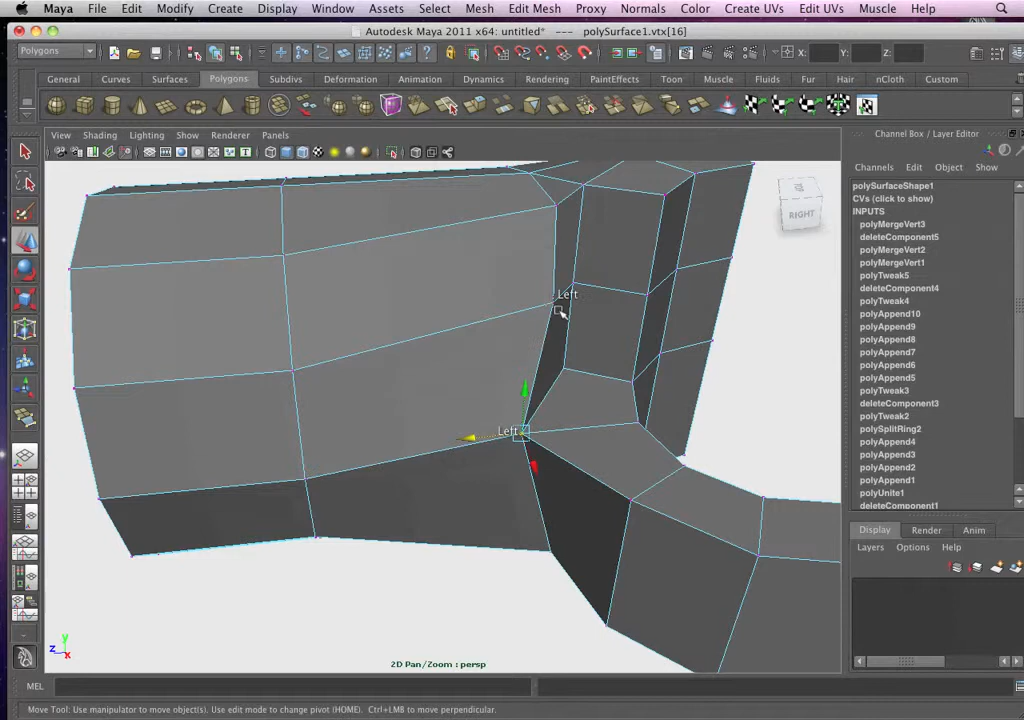 Maya File Edit Modify Create Display Window Assets Select Mesh Edit Mesh Proxy Normals Color Create UVs Edit UVs Muscle Help
Autodesk Maya 2011 x64: untitled* --- polySurface1.vtx[16]
Polygons X: Y: Z:
General Curves Surfaces Polygons Subdivs Deformation Animation Dynamics Rendering PaintEffects Toon Muscle Fluids Fur Hair nCloth Custom
View Shading Lighting Show Renderer Panels
Channel Box / Layer Editor
Channels Edit Object Show
polySurfaceShape1
CVs (click to show)
INPUTS
polyMergeVert3
deleteComponent5
polyMergeVert2
polyMergeVert1
polyTweak5
deleteComponent4
polyTweak4
polyAppend10
polyAppend9
polyAppend8
polyAppend7
polyAppend6
polyAppend5
polyTweak3
deleteComponent3
polyTweak2
polySplitRing2
polyAppend4
polyAppend3
polyAppend2
polyAppend1
polyUnite1
deleteComponent1
RIGHT
Left
Left
Display Render Anim
Layers Options Help
y
z
x
2D Pan/Zoom : persp
MEL
Move Tool: Use manipulator to move object(s). Use edit mode to change pivot (HOME). Ctrl+LMB to move perpendicular.